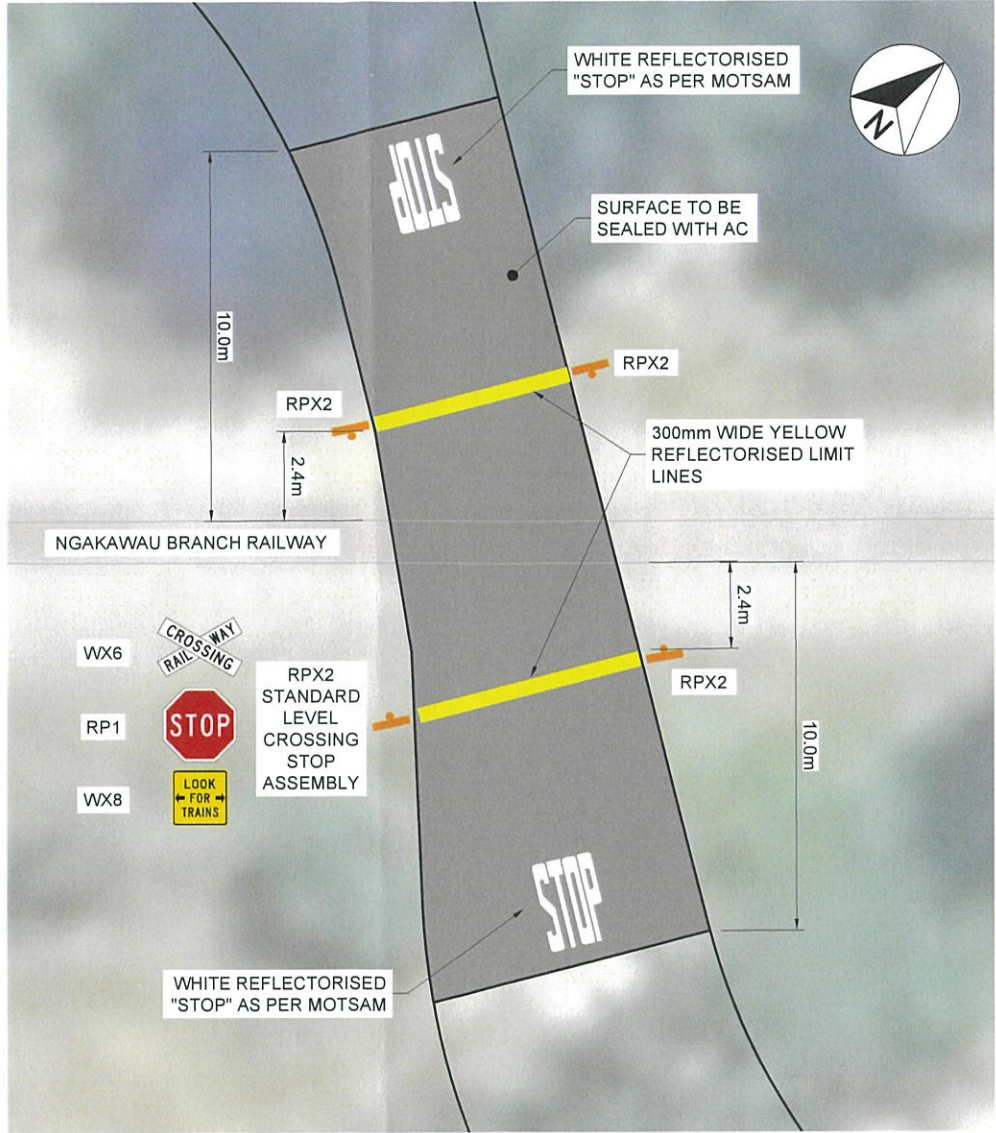 WHITE REFLECTORISED
"STOP" AS PER MOTSAM
N
STOP
SURFACE TO BE
SEALED WITH AC
10.0m
RPX2
RPX2
2.4m
300mm WIDE YELLOW
REFLECTORISED LIMIT
LINES
NGAKAWAU BRANCH RAILWAY
2.4m
10.0m
RPX2
WX6
CROSSING
RAILWAY
RP1
STOP
WX8
LOOK
FOR
TRAINS
RPX2
STANDARD
LEVEL
CROSSING
STOP
ASSEMBLY
STOP
WHITE REFLECTORISED
"STOP" AS PER MOTSAM